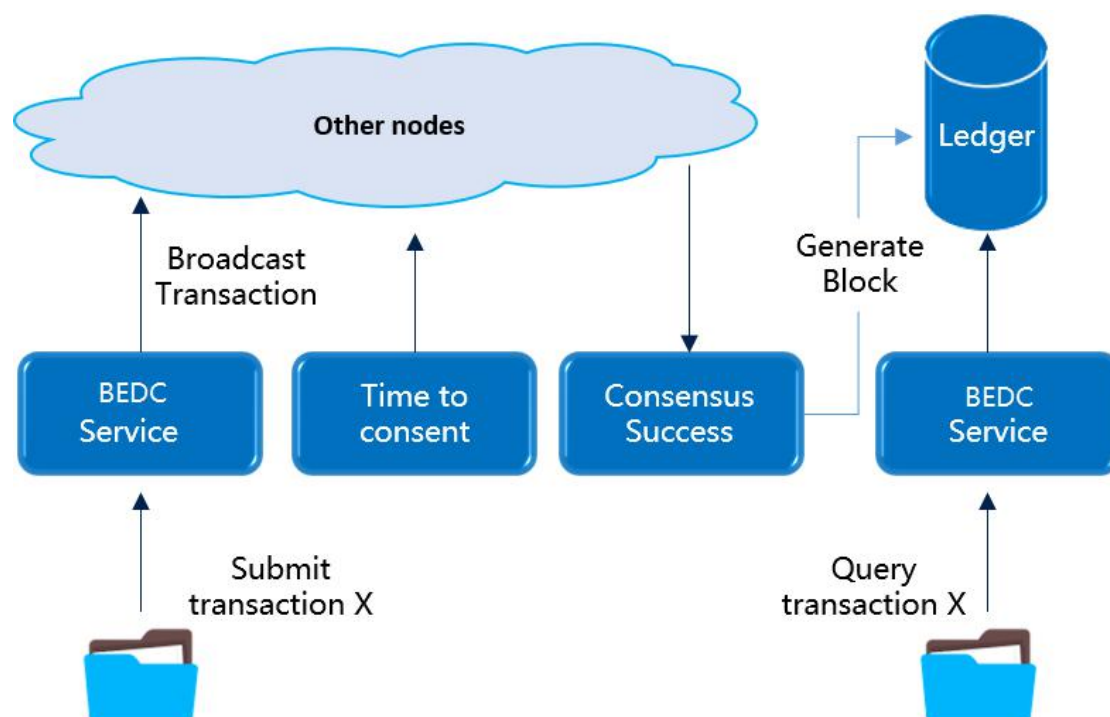 Other nodes
Ledger
Broadcast
Transaction
Generate
Block
BEDC
Service
Time to
consent
Consensus
Success
BEDC
Service
Submit
transaction X
Query
transaction X